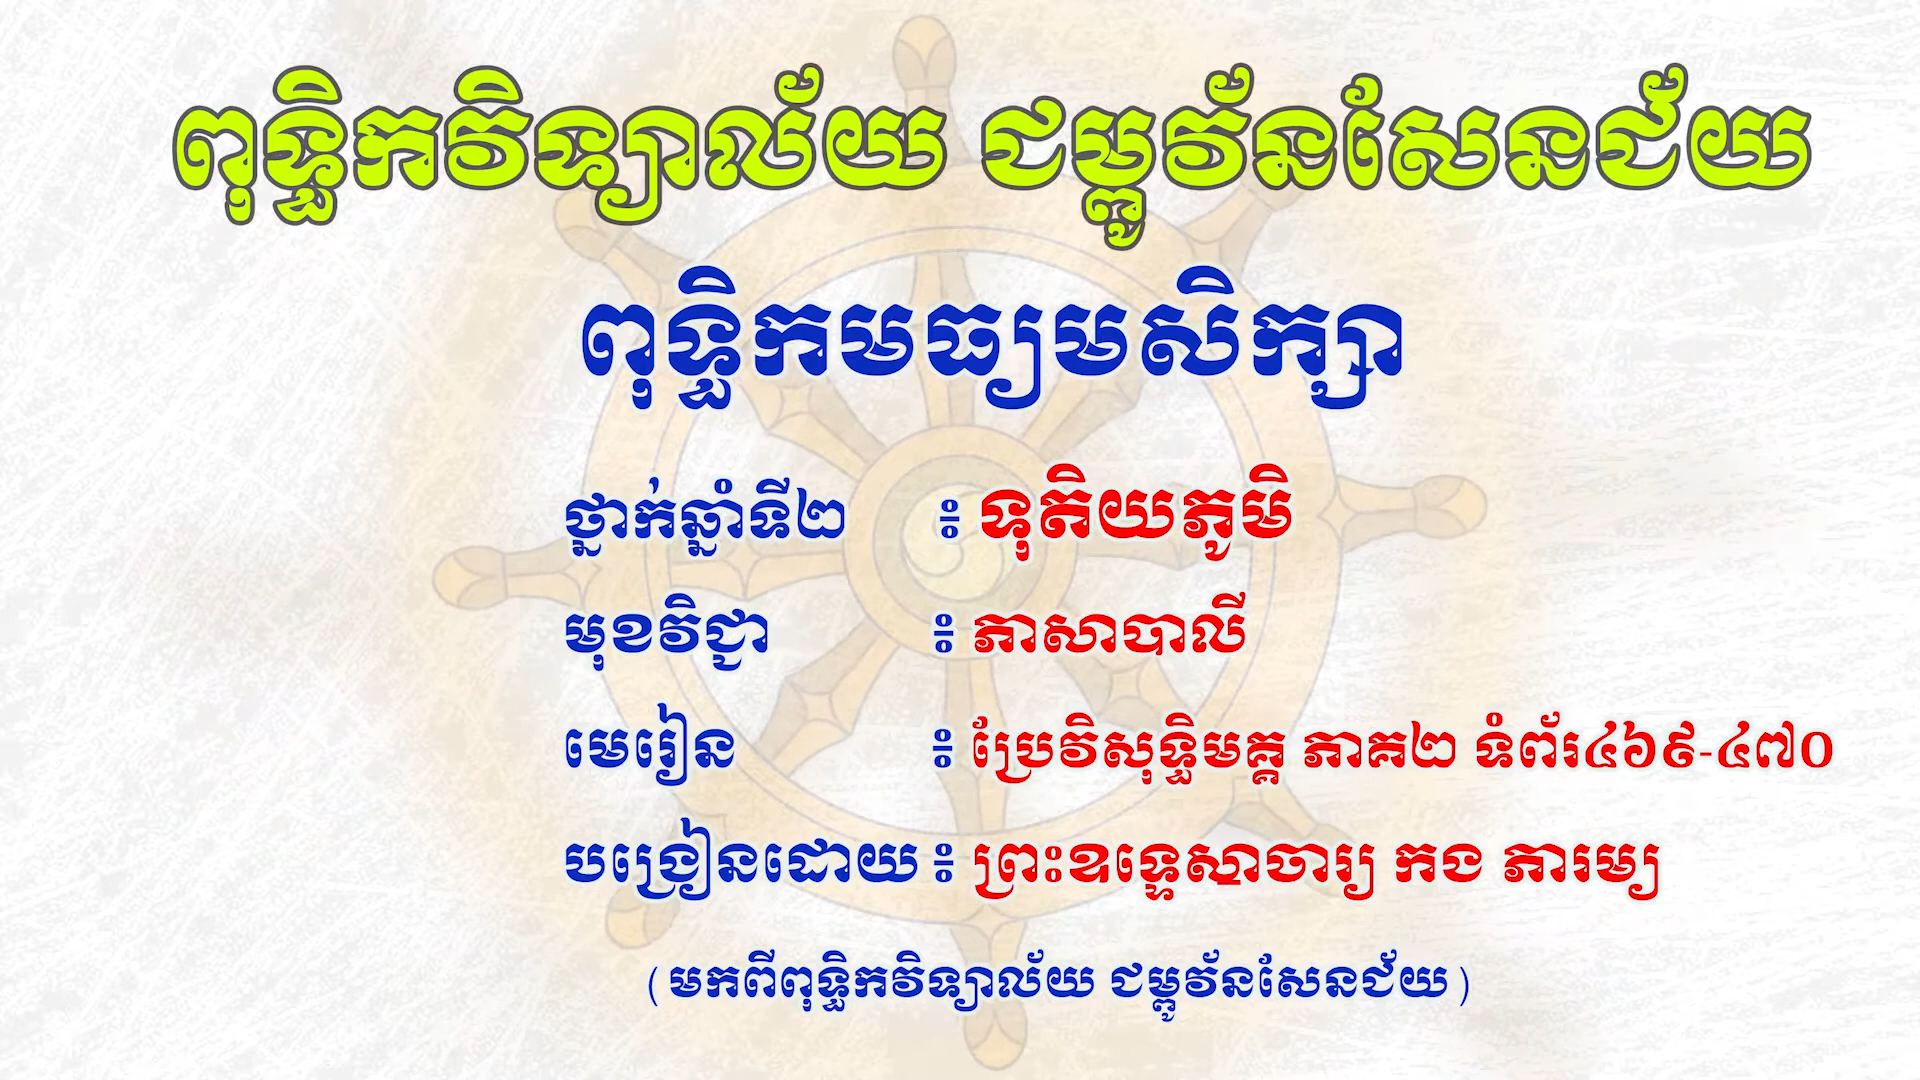 ពុទ្ធិកវិទ្យាល័យ ជម្ពូវ័នសែនជ័យ
ពុទ្ធិកមធ្យមសិក្សា
ថ្នាក់ឆ្នាំទី២ ៖ ទុតិយភូមិ
មុខវិជ្ជា ៖ ភាសាបាលី
មេរៀន ៖ ប្រែវិសុទ្ធិមគ្គ ភាគ២ ទំព័រ៤៦៩-៤៧០
បង្រៀនដោយ ៖ ព្រះឧទ្ទេសាចារ្យ កង ភារម្យ
(មកពីពុទ្ធិកវិទ្យាល័យ ជម្ពូវ័នសែនជ័យ)